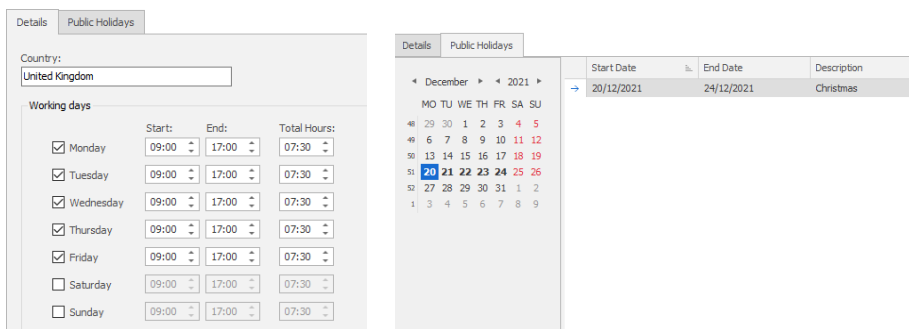 Details Public Holidays
Country:
United Kingdom
Working days
Start: End: Total Hours:
Monday 09:00 17:00 07:30
Tuesday 09:00 17:00 07:30
Wednesday 09:00 17:00 07:30
Thursday 09:00 17:00 07:30
Friday 09:00 17:00 07:30
Saturday 09:00 17:00 07:30
Sunday 09:00 17:00 07:30
Details Public Holidays
December 2021
MO TU WE TH FR SA SU
48 29 30 1 2 3 4 5
49 6 7 8 9 10 11 12
50 13 14 15 16 17 18 19
51 20 21 22 23 24 25 26
52 27 28 29 30 31 1 2
1 3 4 5 6 7 8 9
Start Date End Date Description
20/12/2021 24/12/2021 Christmas